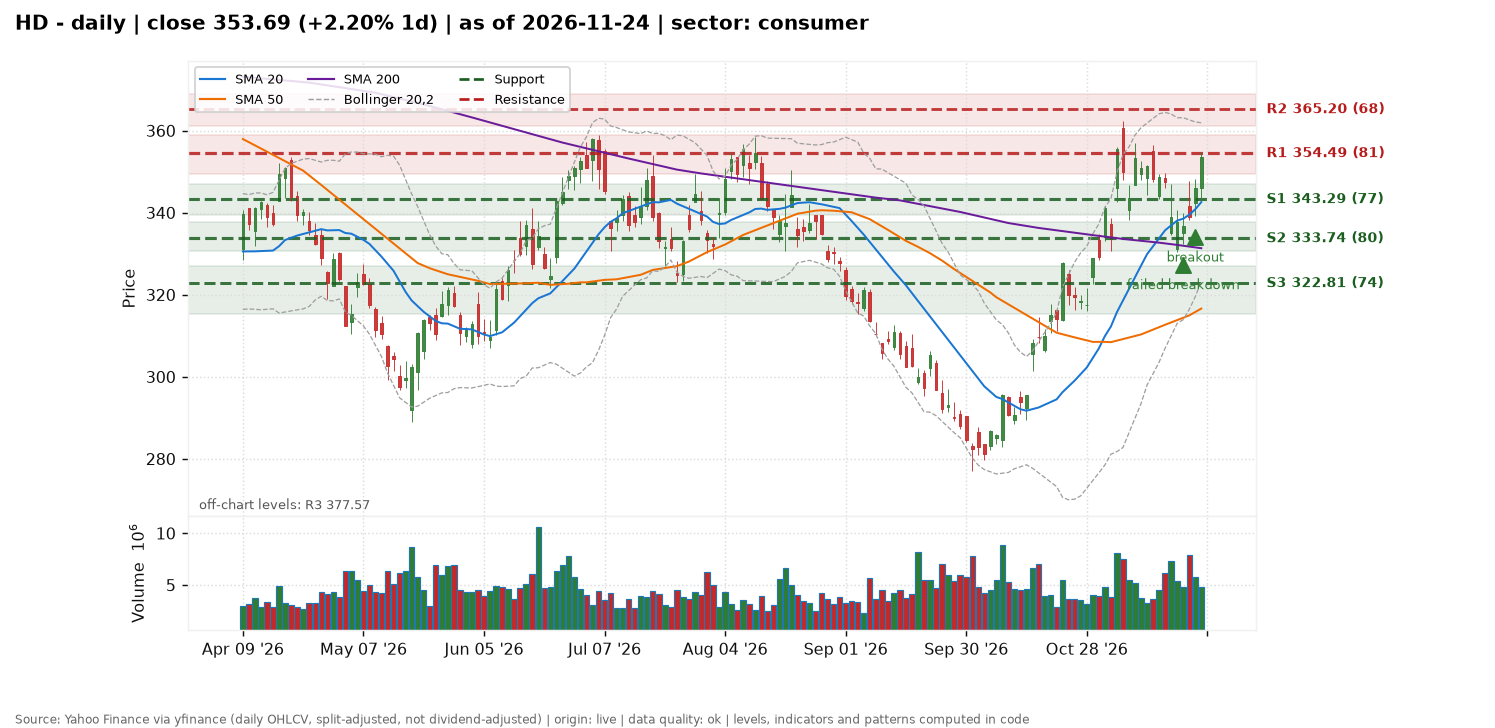 HD - daily | close 353.69 (+2.20% 1d) | as of 2026-11-24 | sector: consumer
SMA 20
SMA 50
SMA 200
Bollinger 20,2
Support
Resistance
R2 365.20 (68)
R1 354.49 (81)
S1 343.29 (77)
S2 333.74 (80)
S3 322.81 (74)
breakout
failed breakdown
Price
360
340
320
300
280
off-chart levels: R3 377.57
Volume 10⁶
10
5
Apr 09 '26
May 07 '26
Jun 05 '26
Jul 07 '26
Aug 04 '26
Sep 01 '26
Sep 30 '26
Oct 28 '26
Source: Yahoo Finance via yfinance (daily OHLCV, split-adjusted, not dividend-adjusted) | origin: live | data quality: ok | levels, indicators and patterns computed in code